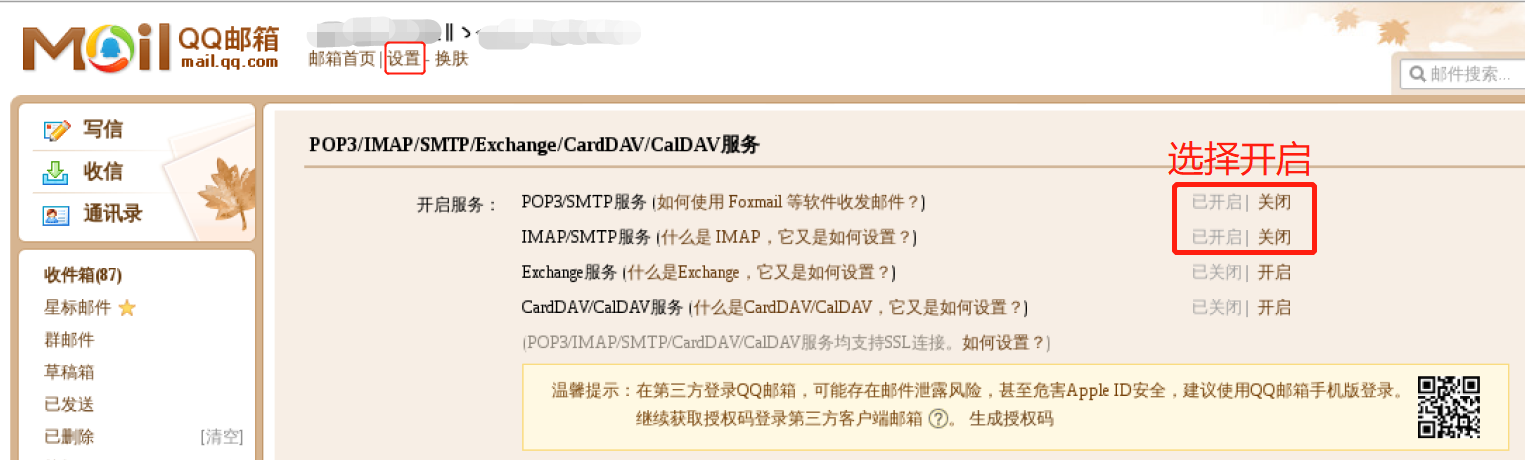 Mail QQ邮箱
mail.qq.com
邮箱首页 | 设置 - 换肤
邮件搜索...
写信
收信
通讯录
收件箱(87)
星标邮件
群邮件
草稿箱
已发送
已删除 [清空]
POP3/IMAP/SMTP/Exchange/CardDAV/CalDAV服务
选择开启
开启服务：
POP3/SMTP服务 (如何使用 Foxmail 等软件收发邮件？) 已开启 | 关闭
IMAP/SMTP服务 (什么是 IMAP，它又是如何设置？) 已开启 | 关闭
Exchange服务 (什么是Exchange，它又是如何设置？) 已关闭 | 开启
CardDAV/CalDAV服务 (什么是CardDAV/CalDAV，它又是如何设置？) 已关闭 | 开启
(POP3/IMAP/SMTP/CardDAV/CalDAV服务均支持SSL连接。如何设置？)
温馨提示：在第三方登录QQ邮箱，可能存在邮件泄露风险，甚至危害Apple ID安全，建议使用QQ邮箱手机版登录。
继续获取授权码登录第三方客户端邮箱 ?。 生成授权码